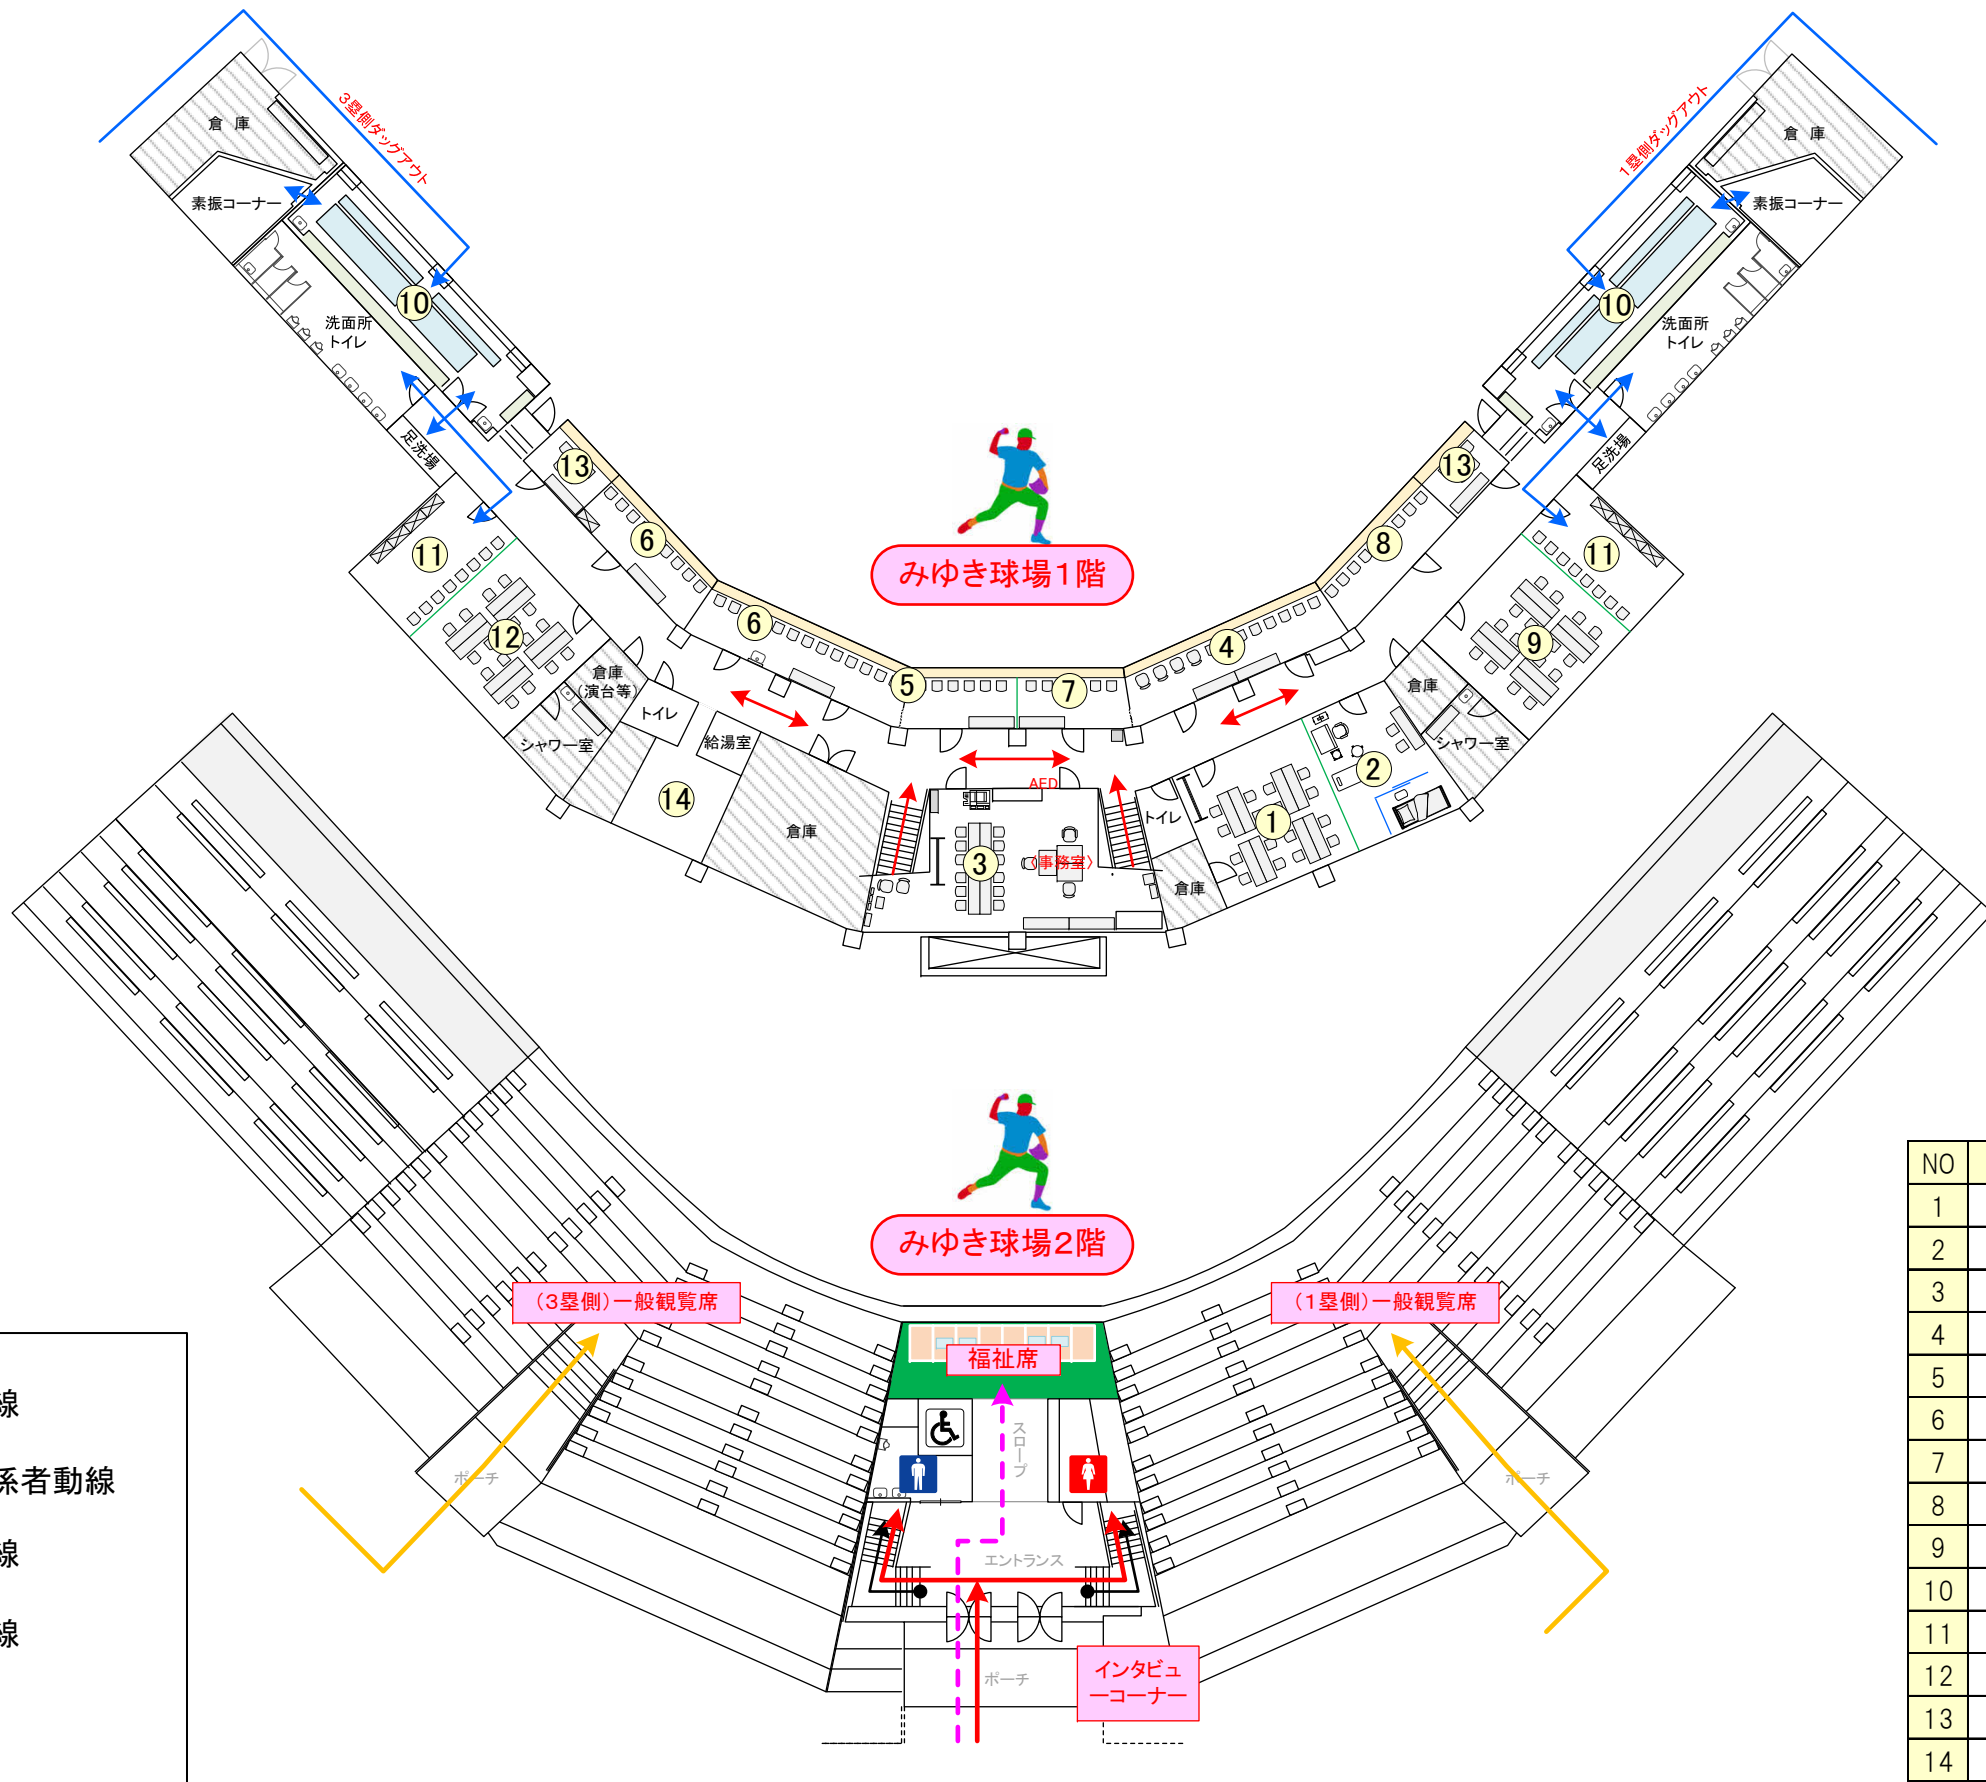 3塁側ダッグアウト
1塁側ダッグアウト
倉 庫
倉 庫
素振コーナー
素振コーナー
10
10
洗面所
トイレ
洗面所
トイレ
足洗場
足洗場
13
13
6
8
11
11
みゆき球場1階
12
6
4
9
倉庫
(演台等)
5
7
倉庫
トイレ
給湯室
シャワー室
シャワー室
2
14
AED
トイレ
1
倉庫
3
〈事務室〉
倉庫
みゆき球場2階
(3塁側)一般観覧席
(1塁側)一般観覧席
福祉席
スロープ
ポーチ
ポーチ
エントランス
ポーチ
インタビュ
ーコーナー
線
係者動線
線
線
NO
1
2
3
4
5
6
7
8
9
10
11
12
13
14